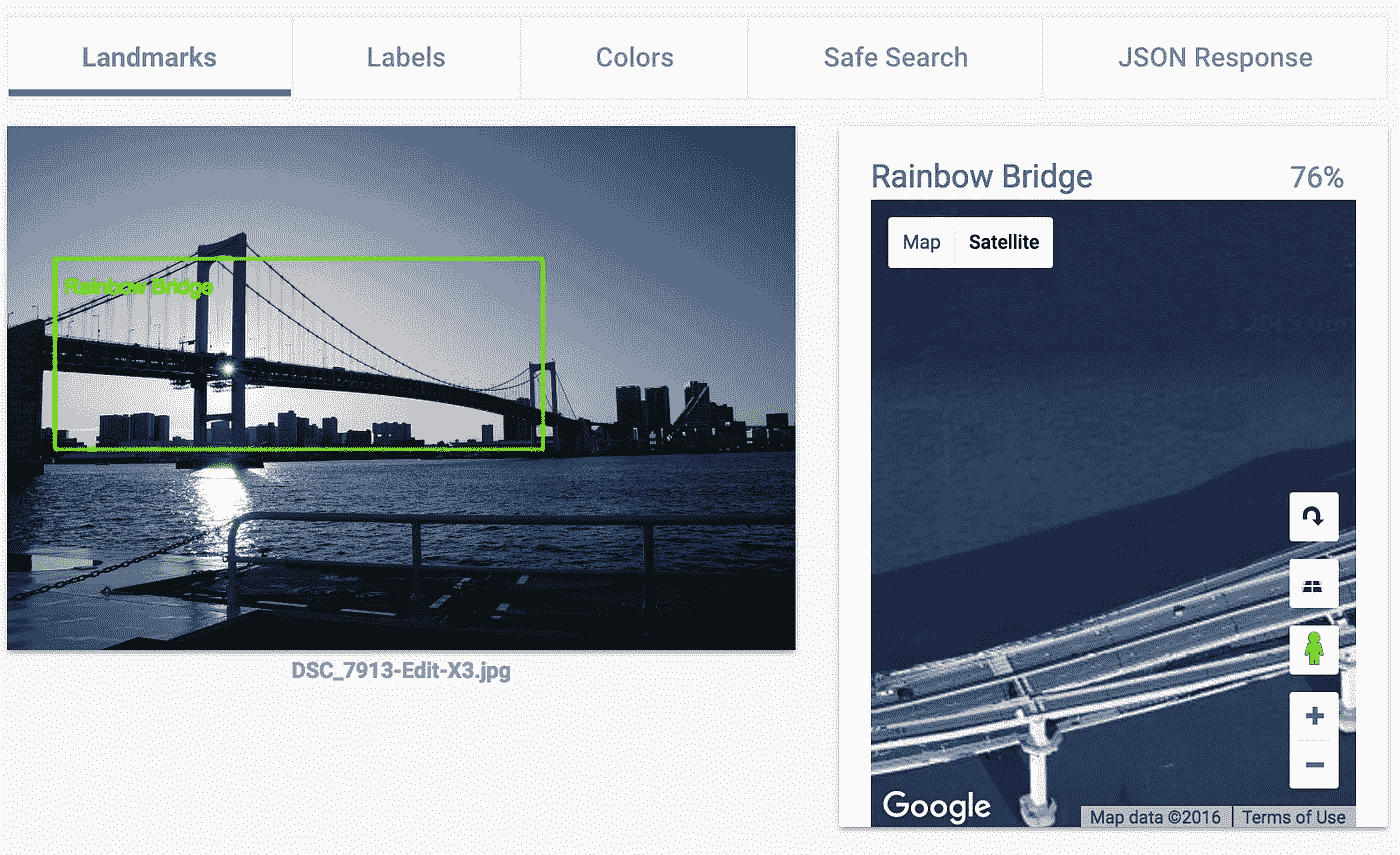 Landmarks
Labels
Colors
Safe Search
JSON Response
Rainbow Bridge
DSC_7913-Edit-X3.jpg
Rainbow Bridge 76%
Map Satellite
Google
Map data ©2016 Terms of Use